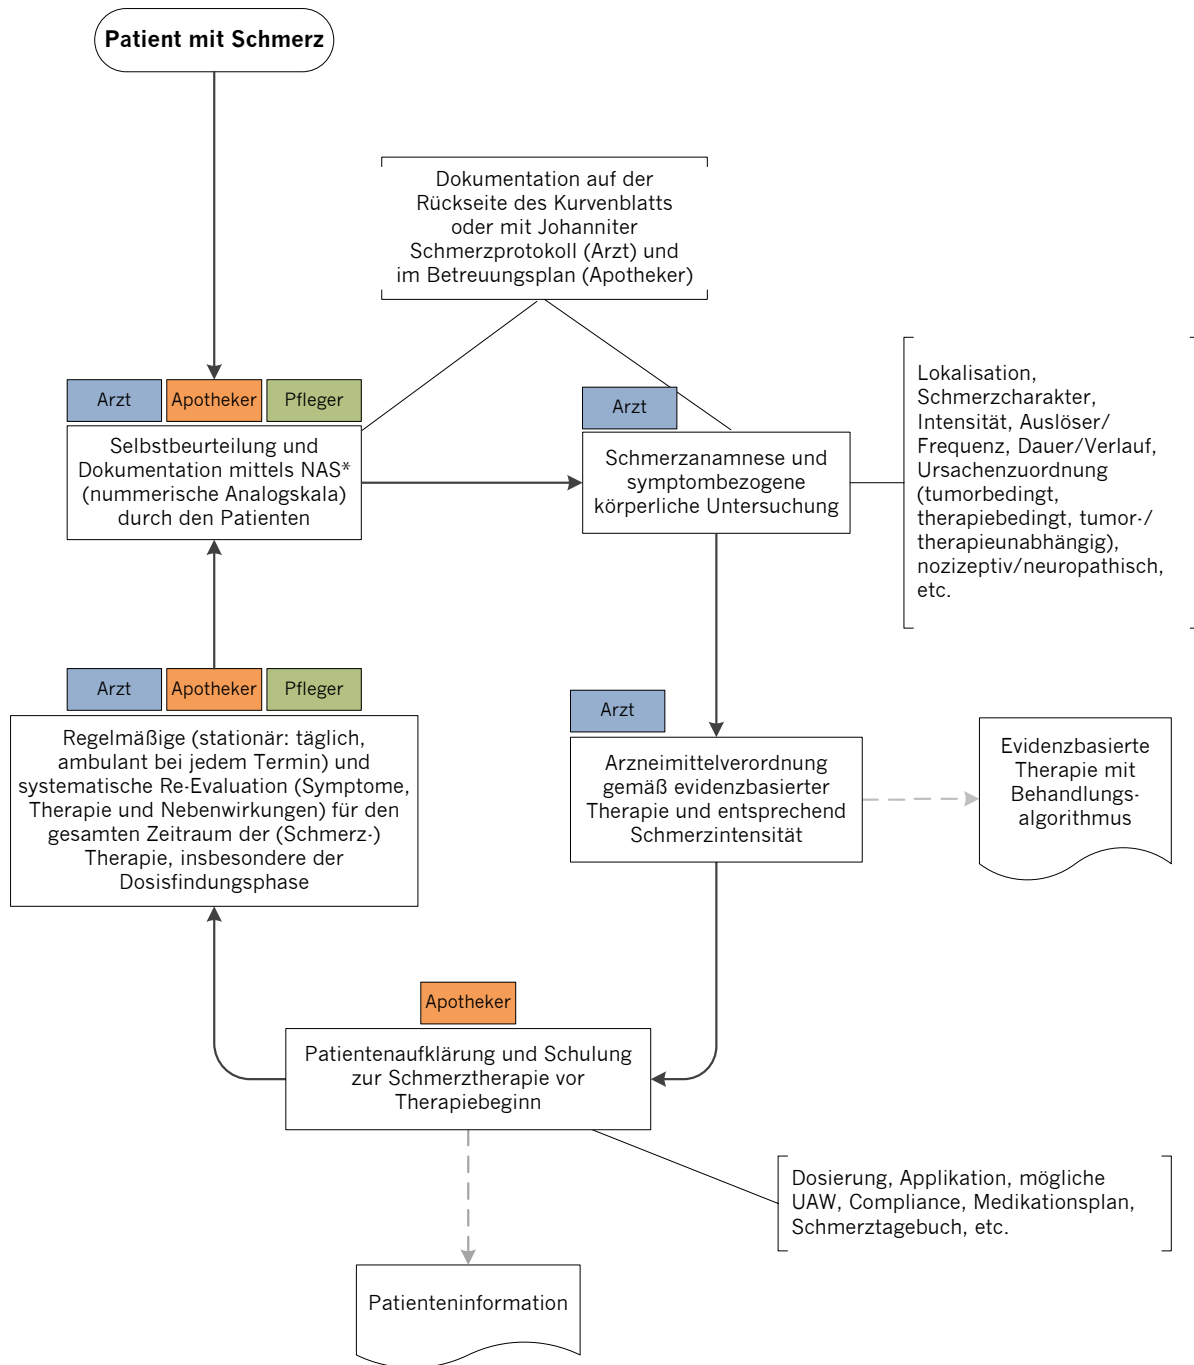 Patient mit Schmerz
Dokumentation auf der
Rückseite des Kurvenblatts
oder mit Johanniter
Schmerzprotokoll (Arzt) und
im Betreuungsplan (Apotheker)
Arzt
Apotheker
Pfleger
Selbstbeurteilung und
Dokumentation mittels NAS*
(nummerische Analogskala)
durch den Patienten
Arzt
Schmerzanamnese und
symptombezogene
körperliche Untersuchung
Lokalisation,
Schmerzcharakter,
Intensität, Auslöser/
Frequenz, Dauer/Verlauf,
Ursachenzuordnung
(tumorbedingt,
therapiebedingt, tumor-/
therapieunabhängig),
nozizeptiv/neuropathisch,
etc.
Arzt
Apotheker
Pfleger
Regelmäßige (stationär: täglich,
ambulant bei jedem Termin) und
systematische Re-Evaluation (Symptome,
Therapie und Nebenwirkungen) für den
gesamten Zeitraum der (Schmerz-)
Therapie, insbesondere der
Dosisfindungsphase
Arzt
Arzneimittelverordnung
gemäß evidenzbasierter
Therapie und entsprechend
Schmerzintensität
Evidenzbasierte
Therapie mit
Behandlungs-
algorithmus
Apotheker
Patientenaufklärung und Schulung
zur Schmerztherapie vor
Therapiebeginn
Dosierung, Applikation, mögliche
UAW, Compliance, Medikationsplan,
Schmerztagebuch, etc.
Patienteninformation